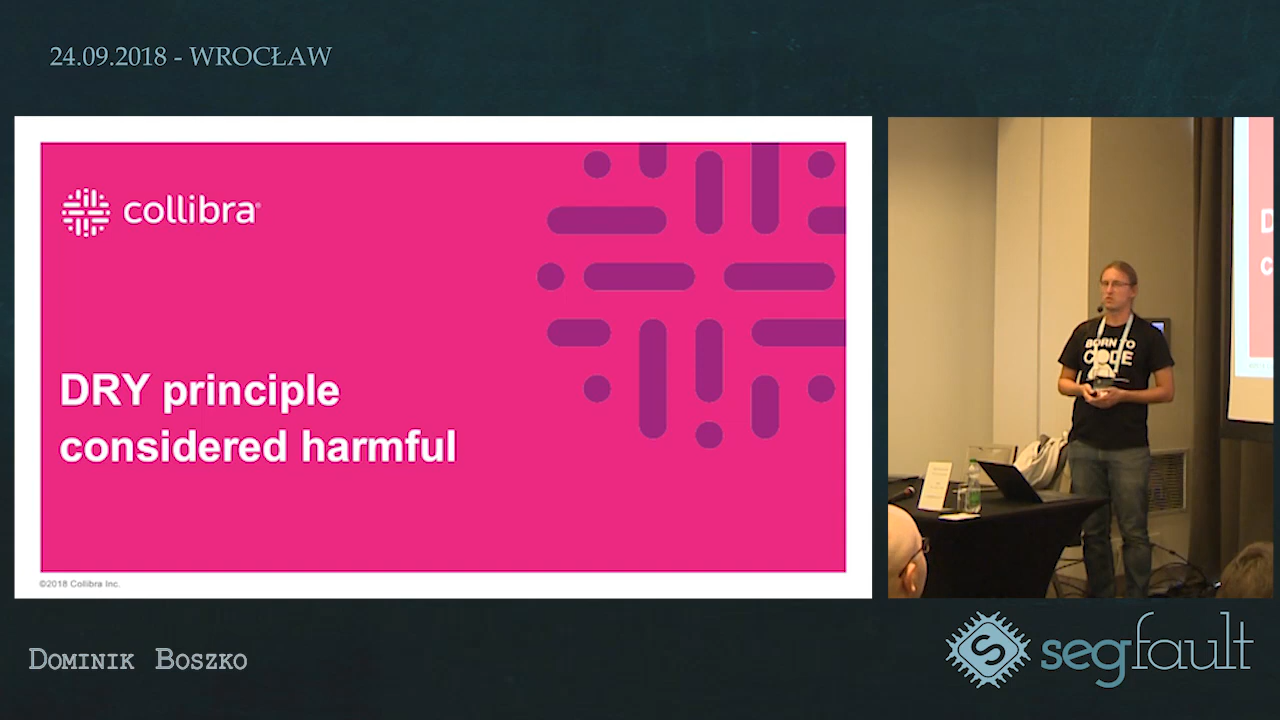 24.09.2018 - WROCŁAW
collibra
DRY principle
considered harmful
©2018 Collibra Inc.
BORN TO
CODE
D
c
DOMINIK BOSZKO
segfault